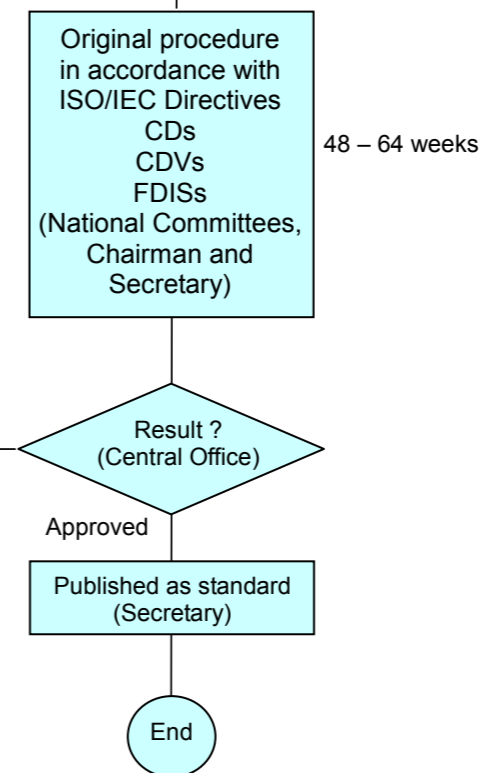 Original procedure
in accordance with
ISO/IEC Directives
CDs
CDVs
FDISs
(National Committees,
Chairman and
Secretary)
48 – 64 weeks
Result ?
(Central Office)
Approved
Published as standard
(Secretary)
End